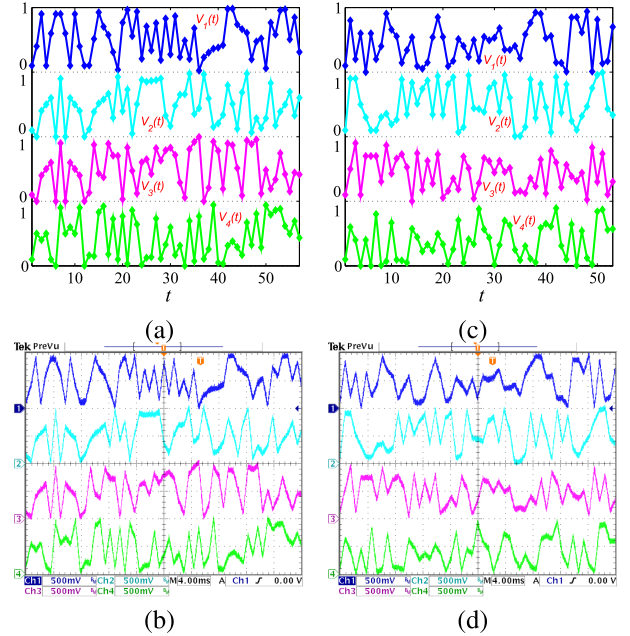 1
V1(t)
0
1
V2(t)
0
1
V3(t)
0
1
V4(t)
0
10 20 30 40 50
t
(a)
1
V1(t)
0
1
V2(t)
0
1
V3(t)
0
1
V4(t)
0
10 20 30 40 50
t
(c)
Tek PreVu
T
T
1
2
3
4
Ch1 500mV Ch2 500mV M 4.00ms A Ch1 0.00 V
Ch3 500mV Ch4 500mV
(b)
Tek PreVu
T
T
1
2
3
4
Ch1 500mV Ch2 500mV M 4.00ms A Ch1 0.00 V
Ch3 500mV Ch4 500mV
(d)